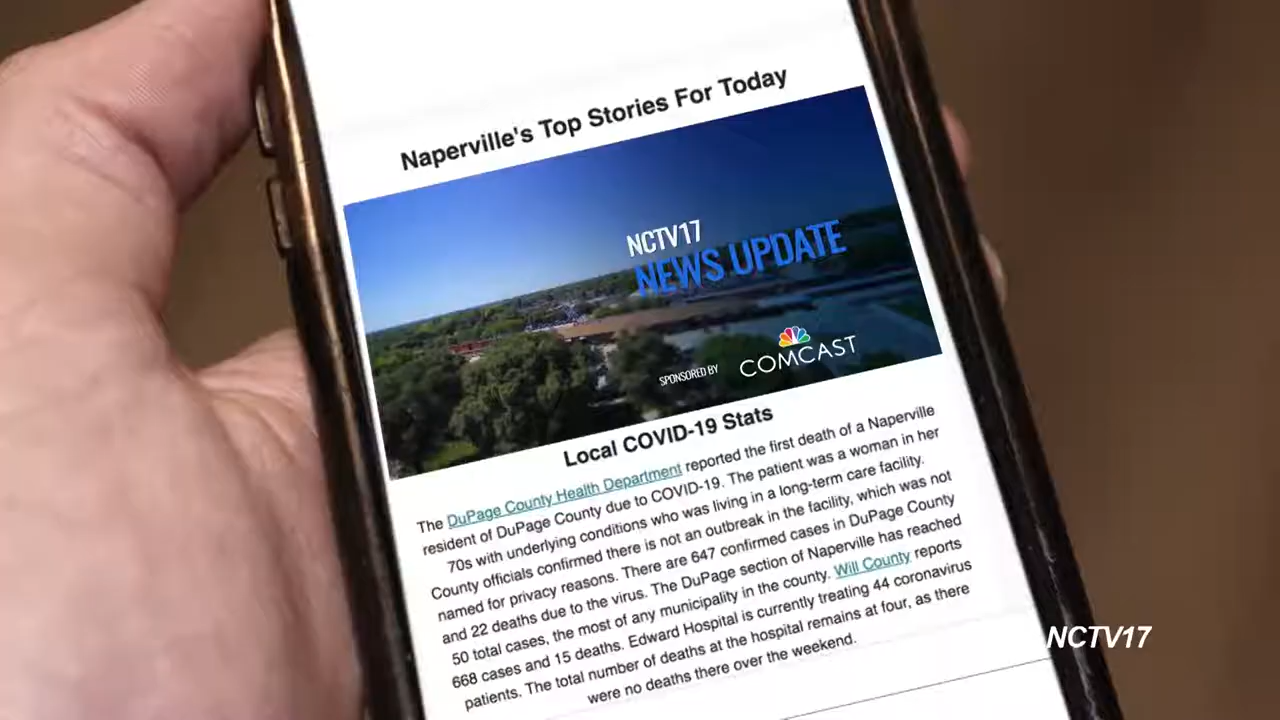 Naperville's Top Stories For Today
NCTV17
NEWS UPDATE
SPONSORED BY
COMCAST
Local COVID-19 Stats
The DuPage County Health Department reported the first death of a Naperville
resident of DuPage County due to COVID-19. The patient was a woman in her
70s with underlying conditions who was living in a long-term care facility.
County officials confirmed there is not an outbreak in the facility, which was not
named for privacy reasons. There are 647 confirmed cases in DuPage County
and 22 deaths due to the virus. The DuPage section of Naperville has reached
50 total cases, the most of any municipality in the county. Will County reports
668 cases and 15 deaths. Edward Hospital is currently treating 44 coronavirus
patients. The total number of deaths at the hospital remains at four, as there
were no deaths there over the weekend.
NCTV17